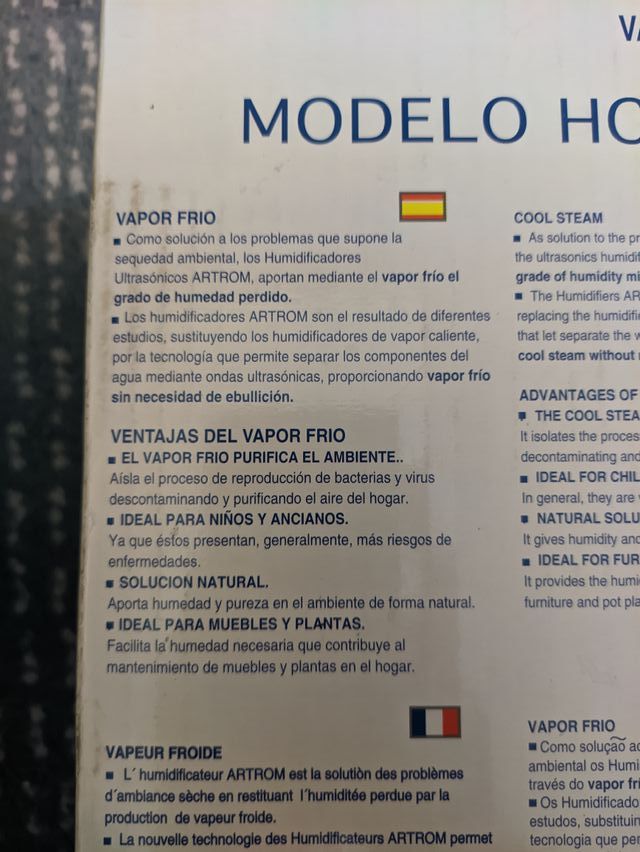 VA
MODELO HO
VAPOR FRIO
■ Como solución a los problemas que supone la
sequedad ambiental, los Humidificadores
Ultrasónicos ARTROM, aportan mediante el vapor frío el
grado de humedad perdido.
■ Los humidificadores ARTROM son el resultado de diferentes
estudios, sustituyendo los humidificadores de vapor caliente,
por la tecnología que permite separar los componentes del
agua mediante ondas ultrasónicas, proporcionando vapor frío
sin necesidad de ebullición.
VENTAJAS DEL VAPOR FRIO
■ EL VAPOR FRIO PURIFICA EL AMBIENTE..
Aísla el proceso de reproducción de bacterias y virus
descontaminando y purificando el aire del hogar.
■ IDEAL PARA NIÑOS Y ANCIANOS.
Ya que éstos presentan, generalmente, más riesgos de
enfermedades.
■ SOLUCION NATURAL.
Aporta humedad y pureza en el ambiente de forma natural.
■ IDEAL PARA MUEBLES Y PLANTAS.
Facilita la humedad necesaria que contribuye al
mantenimiento de muebles y plantas en el hogar.
COOL STEAM
■ As solution to the pr
the ultrasonics humidif
grade of humidity mi
■ The Humidifiers AR
replacing the humidifie
that let separate the w
cool steam without
ADVANTAGES OF
■ THE COOL STEA
It isolates the proces
decontaminating and
■ IDEAL FOR CHIL
In general, they are
■ NATURAL SOLU
It gives humidity and
■ IDEAL FOR FUR
It provides the humi
furniture and pot pla
VAPEUR FROIDE
■ L´ humidificateur ARTROM est la solutiòn des problèmes
d´ambiance sèche en restituant l´humiditée perdue par la
production de vapeur froide.
■ La nouvelle technologie des Humidificateurs ARTROM permet
VAPOR FRIO
■ Como solução ao
ambiental os Humi
través do vapor fri
■ Os Humidificado
estudos, substituin
tecnologia que per